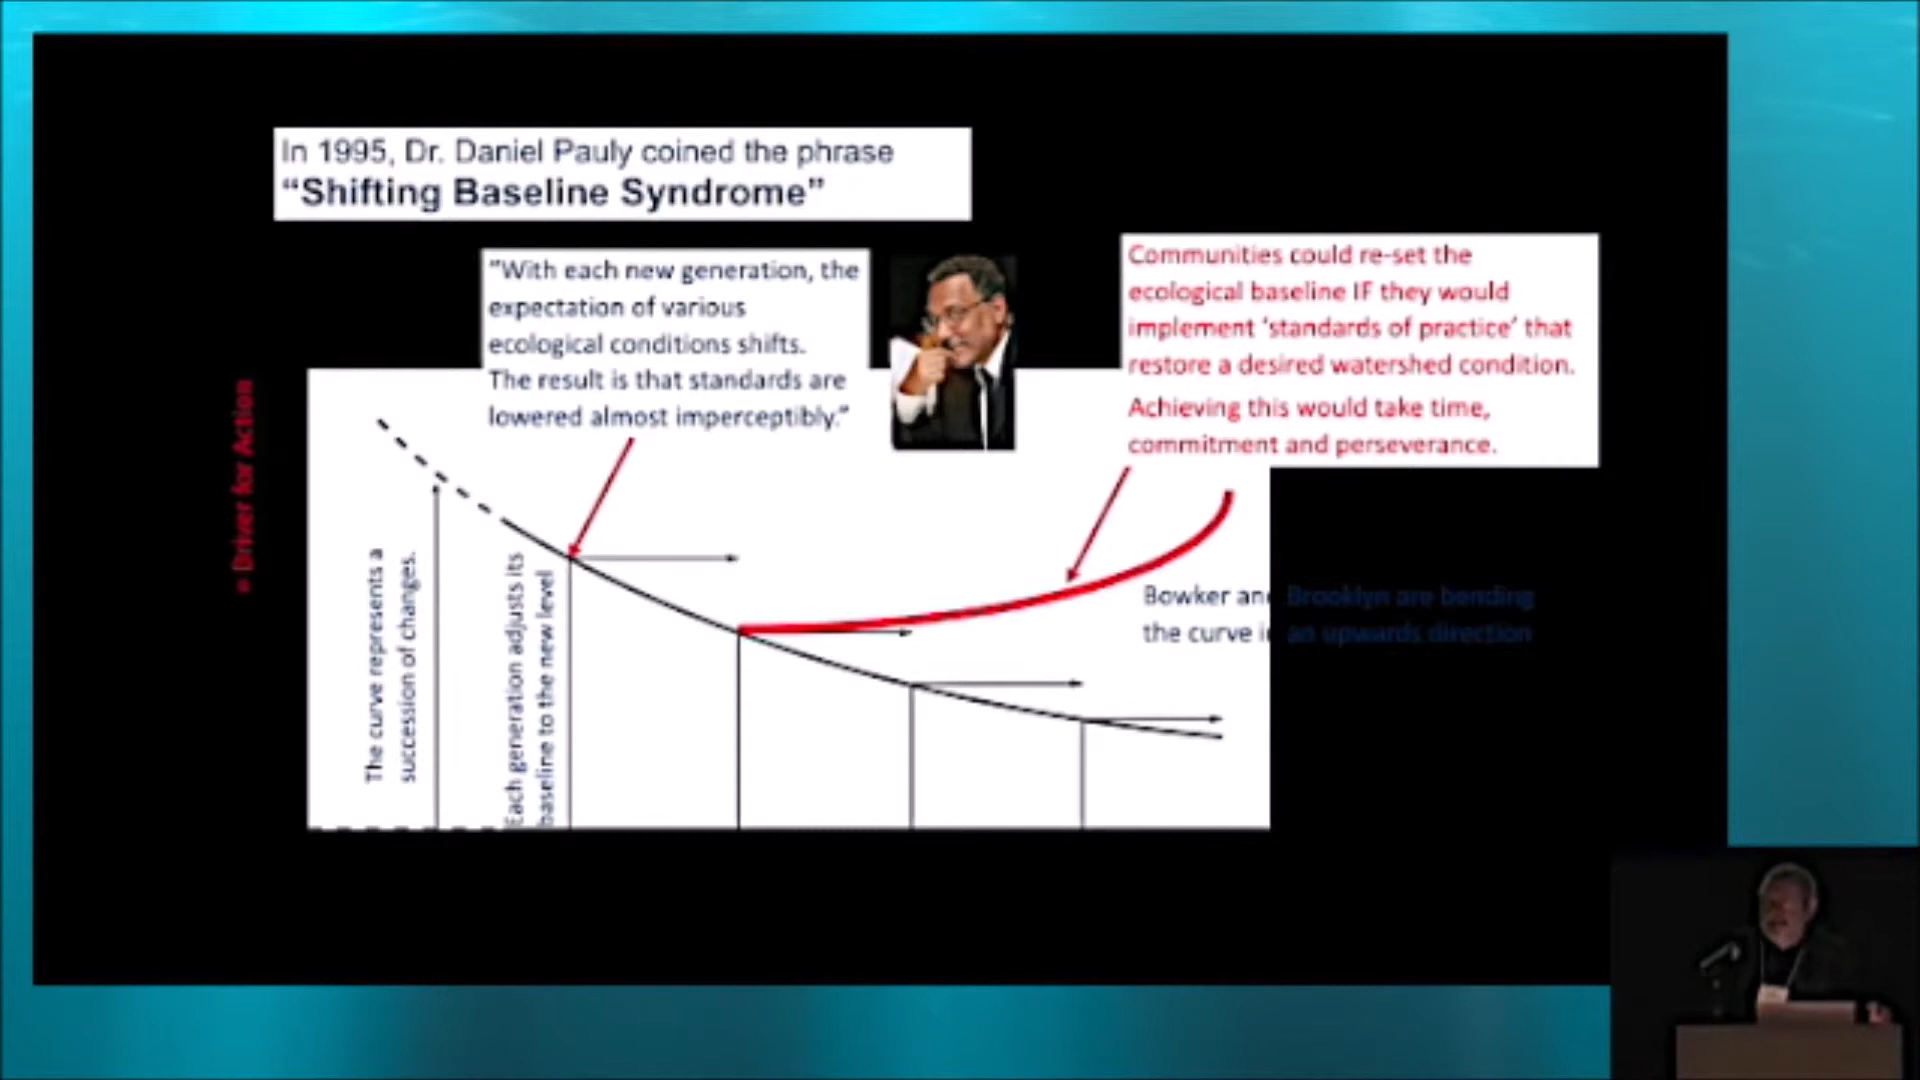 In 1995, Dr. Daniel Pauly coined the phrase
“Shifting Baseline Syndrome”
“With each new generation, the
expectation of various
ecological conditions shifts.
The result is that standards are
lowered almost imperceptibly.”
Communities could re-set the
ecological baseline IF they would
implement ‘standards of practice’ that
restore a desired watershed condition.
Achieving this would take time,
commitment and perseverance.
Driver for Action
The curve represents a
succession of changes.
Each generation adjusts its
baseline to the new level
Bowker and Brooklyn are bending
the curve in an upwards direction